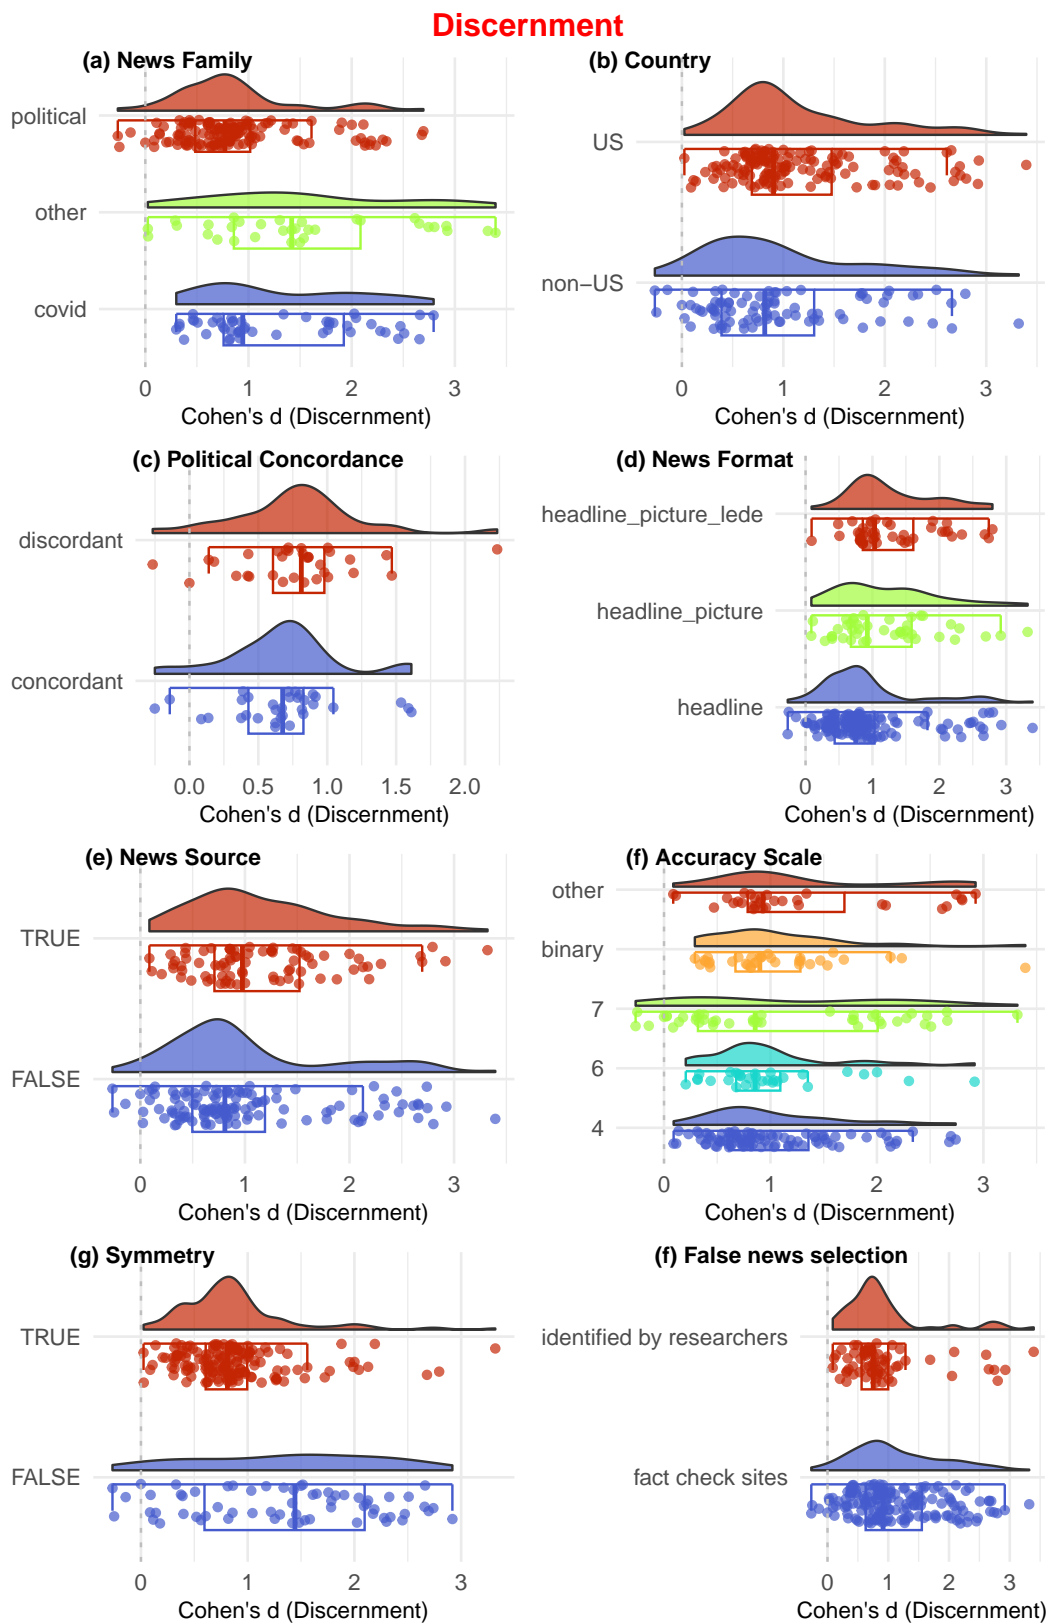 Discernment
(a) News Family
political
other
covid
0 1 2 3
Cohen's d (Discernment)
(b) Country
US
non−US
0 1 2 3
Cohen's d (Discernment)
(c) Political Concordance
discordant
concordant
0.0 0.5 1.0 1.5 2.0
Cohen's d (Discernment)
(d) News Format
headline_picture_lede
headline_picture
headline
0 1 2 3
Cohen's d (Discernment)
(e) News Source
TRUE
FALSE
0 1 2 3
Cohen's d (Discernment)
(f) Accuracy Scale
other
binary
7
6
4
0 1 2 3
Cohen's d (Discernment)
(g) Symmetry
TRUE
FALSE
0 1 2 3
Cohen's d (Discernment)
(f) False news selection
identified by researchers
fact check sites
0 1 2 3
Cohen's d (Discernment)